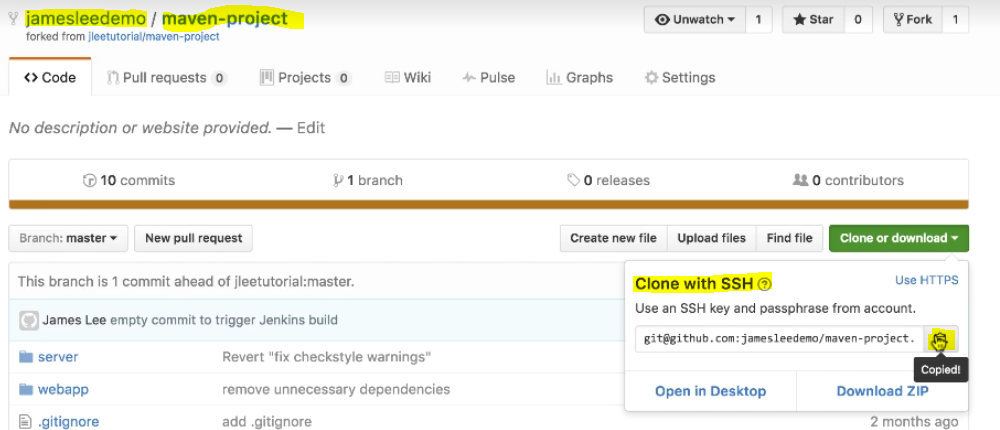 jamesleedemo / maven-project
Unwatch 1 Star 0 Fork 1
forked from jleetutorial/maven-project
<> Code Pull requests 0 Projects 0 Wiki Pulse Graphs Settings
No description or website provided. — Edit
10 commits 1 branch 0 releases 0 contributors
Branch: master New pull request Create new file Upload files Find file Clone or download
This branch is 1 commit ahead of jleetutorial:master.
Clone with SSH ? Use HTTPS
Use an SSH key and passphrase from account.
James Lee empty commit to trigger Jenkins build
git@github.com:jamesleedemo/maven-project.
server Revert "fix checkstyle warnings"
Copied!
webapp remove unnecessary dependencies
Open in Desktop Download ZIP
.gitignore add .gitignore 2 months ago